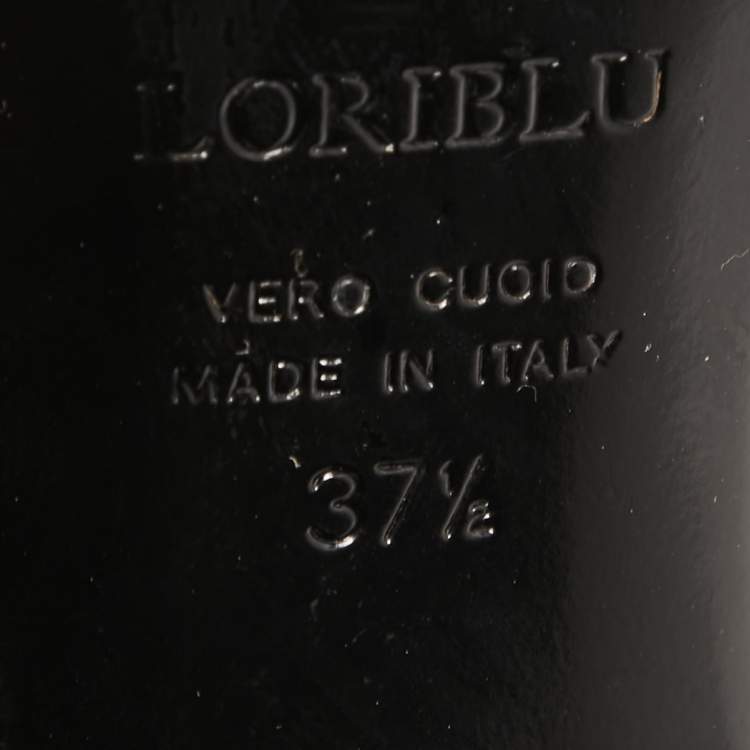 LORIBLU
VERO CUOIO
MADE IN ITALY
37½